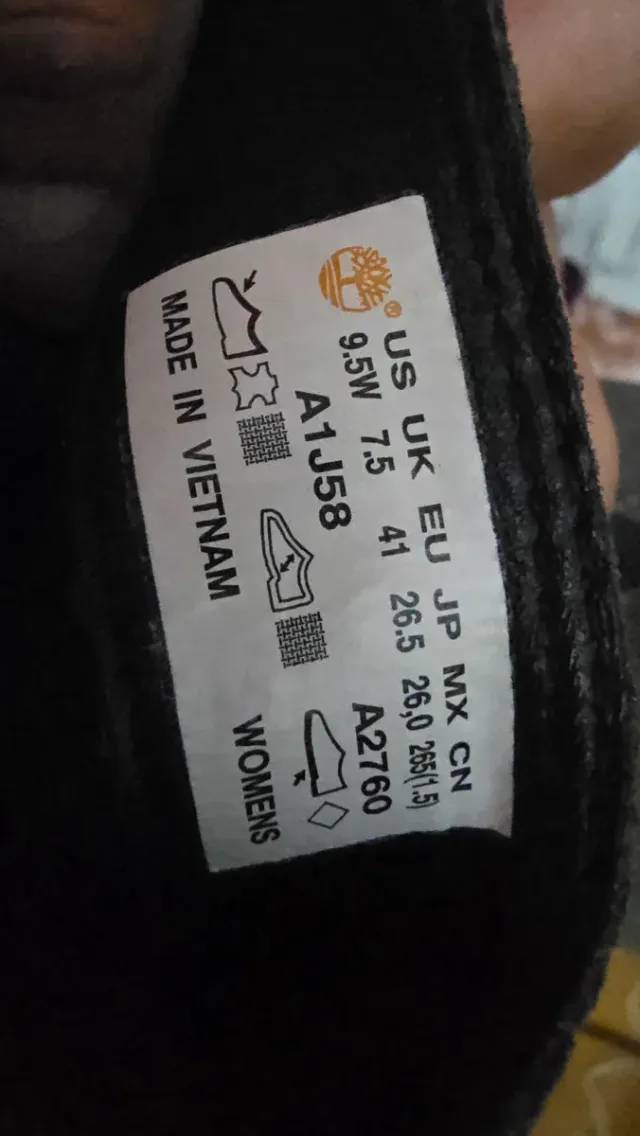 ®
US UK EU JP MX CN
9.5W 7.5 41 26.5 26,0 265(1.5)
A1J58 A2760
MADE IN VIETNAM WOMENS